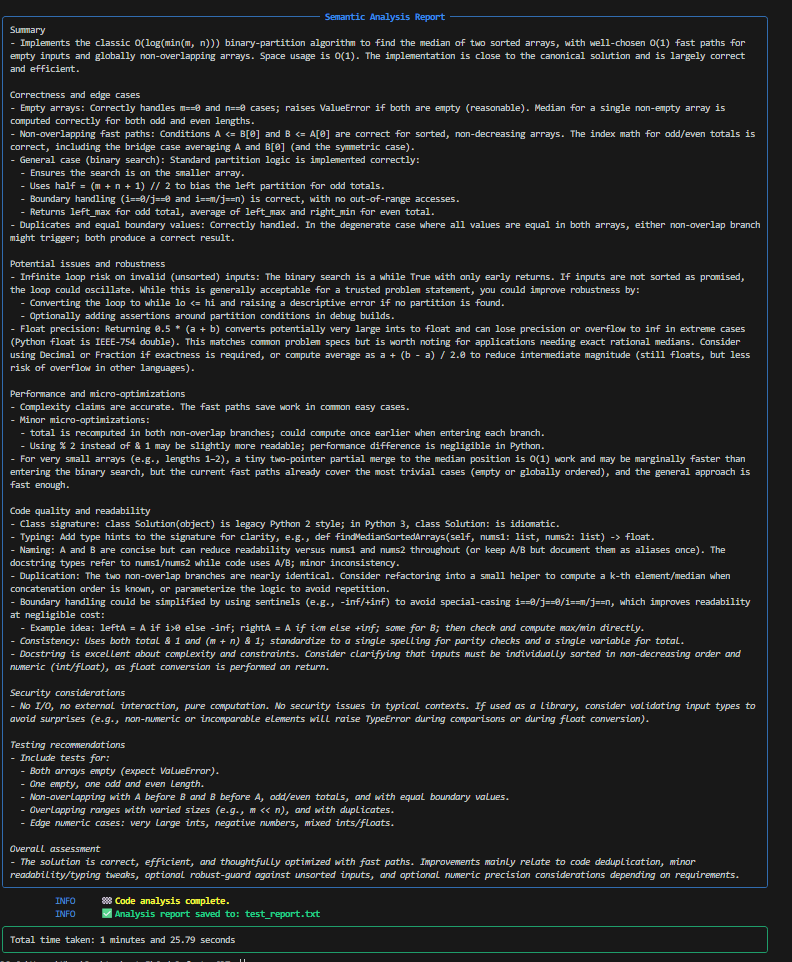 Semantic Analysis Report
Summary
- Implements the classic O(log(min(m, n))) binary-partition algorithm to find the median of two sorted arrays, with well-chosen O(1) fast paths for
empty inputs and globally non-overlapping arrays. Space usage is O(1). The implementation is close to the canonical solution and is largely correct
and efficient.
Correctness and edge cases
- Empty arrays: Correctly handles m==0 and n==0 cases; raises ValueError if both are empty (reasonable). Median for a single non-empty array is
computed correctly for both odd and even lengths.
- Non-overlapping fast paths: Conditions A <= B[0] and B <= A[0] are correct for sorted, non-decreasing arrays. The index math for odd/even totals is
correct, including the bridge case averaging A and B[0] (and the symmetric case).
- General case (binary search): Standard partition logic is implemented correctly:
- Ensures the search is on the smaller array.
- Uses half = (m + n + 1) // 2 to bias the left partition for odd totals.
- Boundary handling (i==0/j==0 and i==m/j==n) is correct, with no out-of-range accesses.
- Returns left_max for odd total, average of left_max and right_min for even total.
- Duplicates and equal boundary values: Correctly handled. In the degenerate case where all values are equal in both arrays, either non-overlap branch
might trigger; both produce a correct result.
Potential issues and robustness
- Infinite loop risk on invalid (unsorted) inputs: The binary search is a while True with only early returns. If inputs are not sorted as promised,
the loop could oscillate. While this is generally acceptable for a trusted problem statement, you could improve robustness by:
- Converting the loop to while lo <= hi and raising a descriptive error if no partition is found.
- Optionally adding assertions around partition conditions in debug builds.
- Float precision: Returning 0.5 * (a + b) converts potentially very large ints to float and can lose precision or overflow to inf in extreme cases
(Python float is IEEE-754 double). This matches common problem specs but is worth noting for applications needing exact rational medians. Consider
using Decimal or Fraction if exactness is required, or compute average as a + (b - a) / 2.0 to reduce intermediate magnitude (still floats, but less
risk of overflow in other languages).
Performance and micro-optimizations
- Complexity claims are accurate. The fast paths save work in common easy cases.
- Minor micro-optimizations:
- total is recomputed in both non-overlap branches; could compute once earlier when entering each branch.
- Using % 2 instead of & 1 may be slightly more readable; performance difference is negligible in Python.
- For very small arrays (e.g., lengths 1–2), a tiny two-pointer partial merge to the median position is O(1) work and may be marginally faster than
entering the binary search, but the current fast paths already cover the most trivial cases (empty or globally ordered), and the general approach is
fast enough.
Code quality and readability
- Class signature: class Solution(object) is legacy Python 2 style; in Python 3, class Solution: is idiomatic.
- Typing: Add type hints to the signature for clarity, e.g., def findMedianSortedArrays(self, nums1: list, nums2: list) -> float.
- Naming: A and B are concise but can reduce readability versus nums1 and nums2 throughout (or keep A/B but document them as aliases once). The
docstring types refer to nums1/nums2 while code uses A/B; minor inconsistency.
- Duplication: The two non-overlap branches are nearly identical. Consider refactoring into a small helper to compute a k-th element/median when
concatenation order is known, or parameterize the logic to avoid repetition.
- Boundary handling could be simplified by using sentinels (e.g., -inf/+inf) to avoid special-casing i==0/j==0/i==m/j==n, which improves readability
at negligible cost:
- Example idea: leftA = A if i>0 else -inf; rightA = A if i<m else +inf; same for B; then check and compute max/min directly.
- Consistency: Uses both total & 1 and (m + n) & 1; standardize to a single spelling for parity checks and a single variable for total.
- Docstring is excellent about complexity and constraints. Consider clarifying that inputs must be individually sorted in non-decreasing order and
numeric (int/float), as float conversion is performed on return.
Security considerations
- No I/O, no external interaction, pure computation. No security issues in typical contexts. If used as a library, consider validating input types to
avoid surprises (e.g., non-numeric or incomparable elements will raise TypeError during comparisons or during float conversion).
Testing recommendations
- Include tests for:
- Both arrays empty (expect ValueError).
- One empty, one odd and even length.
- Non-overlapping with A before B and B before A, odd/even totals, and with equal boundary values.
- Overlapping ranges with varied sizes (e.g., m << n), and with duplicates.
- Edge numeric cases: very large ints, negative numbers, mixed ints/floats.
Overall assessment
- The solution is correct, efficient, and thoughtfully optimized with fast paths. Improvements mainly relate to code deduplication, minor
readability/typing tweaks, optional robust-guard against unsorted inputs, and optional numeric precision considerations depending on requirements.
INFO 🏁 Code analysis complete.
INFO ✅ Analysis report saved to: test_report.txt
Total time taken: 1 minutes and 25.79 seconds